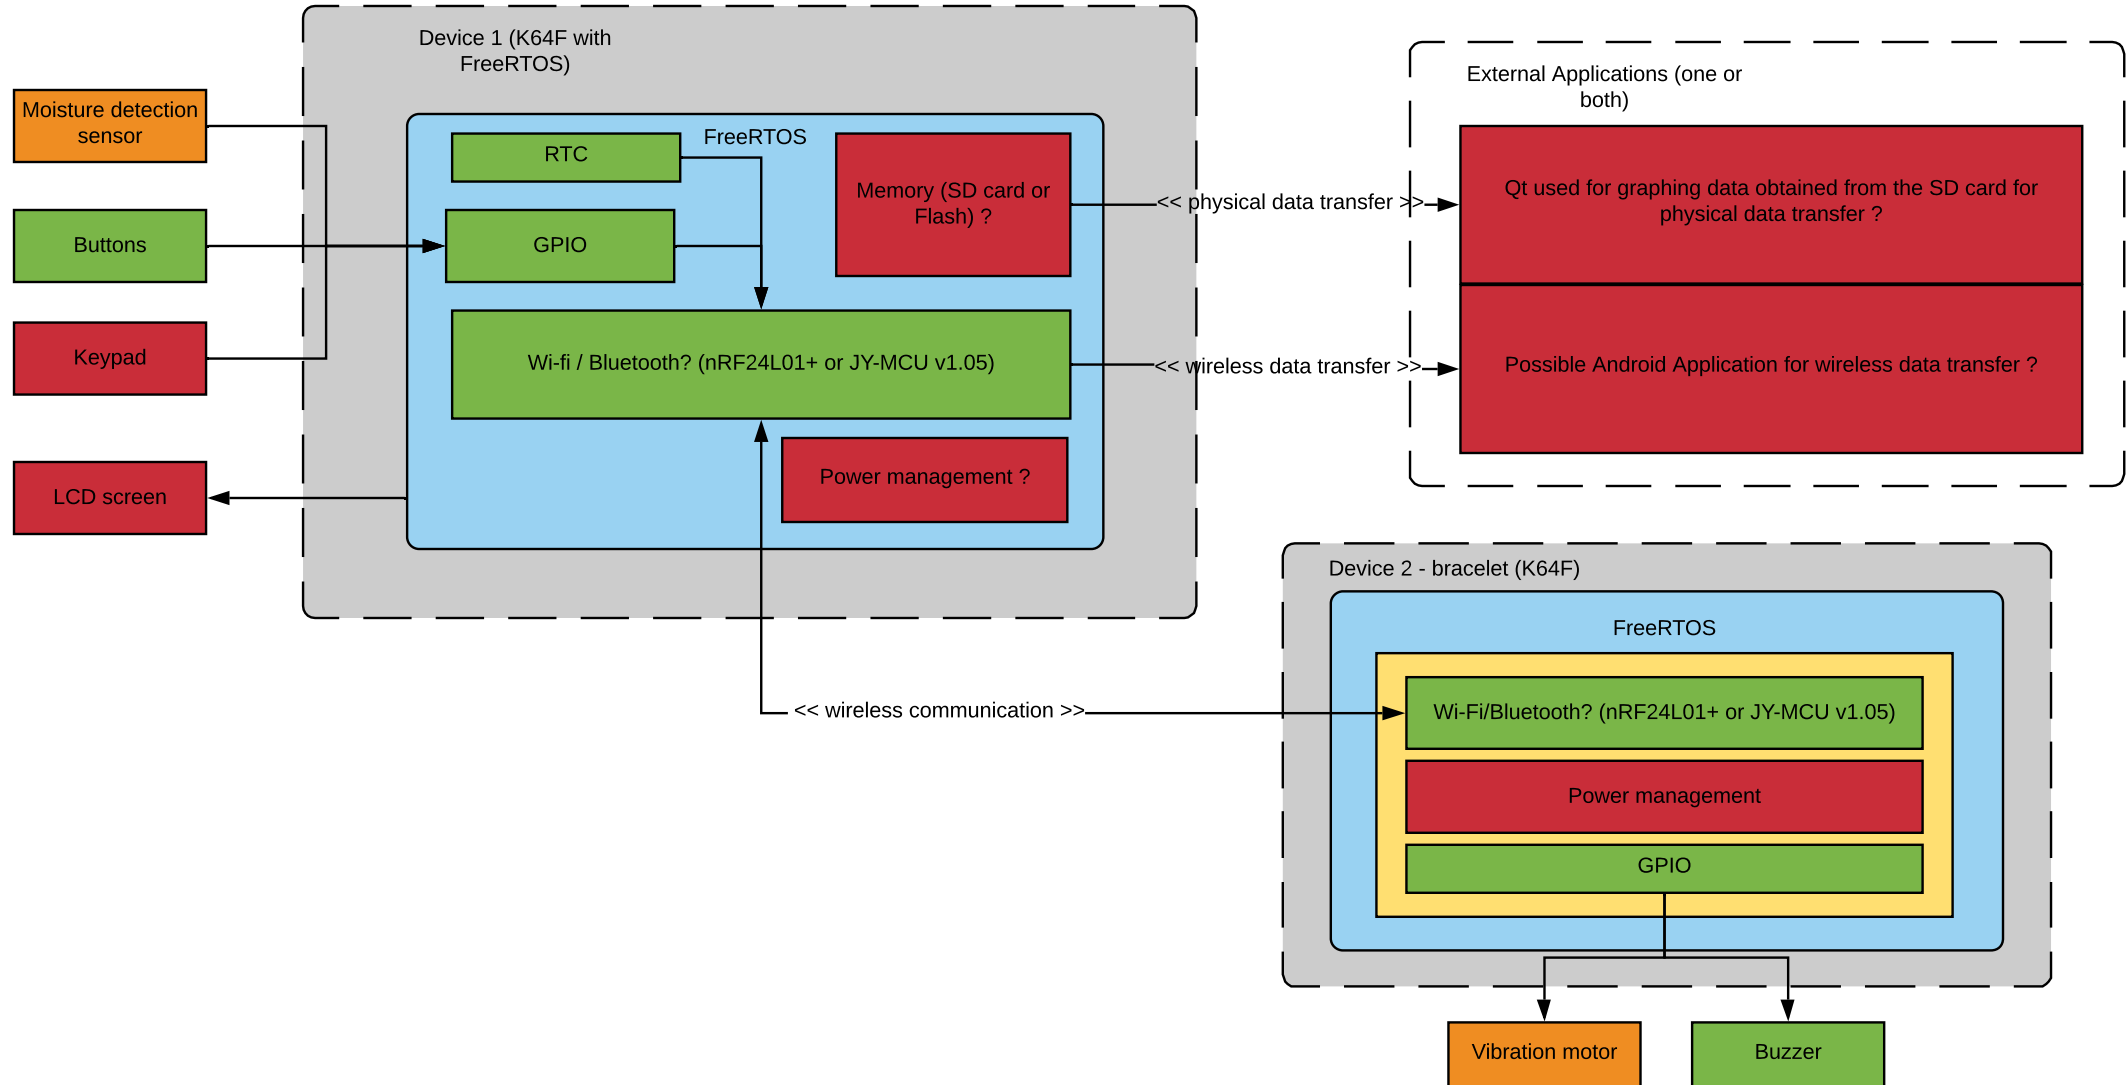 Device 1 (K64F with
FreeRTOS)
Moisture detection
sensor
Buttons
Keypad
LCD screen
FreeRTOS
RTC
GPIO
Memory (SD card or
Flash) ?
Wi-fi / Bluetooth? (nRF24L01+ or JY-MCU v1.05)
Power management ?
<< physical data transfer >>
<< wireless data transfer >>
External Applications (one or
both)
Qt used for graphing data obtained from the SD card for
physical data transfer ?
Possible Android Application for wireless data transfer ?
<< wireless communication >>
Device 2 - bracelet (K64F)
FreeRTOS
Wi-Fi/Bluetooth? (nRF24L01+ or JY-MCU v1.05)
Power management
GPIO
Vibration motor
Buzzer